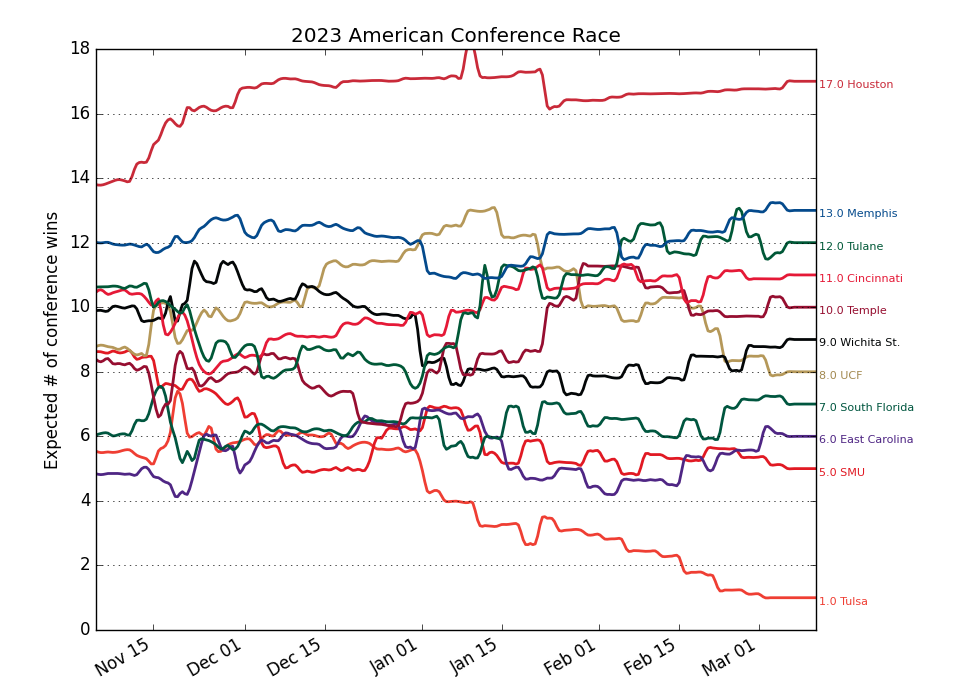 2023 American Conference Race
Expected # of conference wins
18
16
14
12
10
8
6
4
2
0
17.0 Houston
13.0 Memphis
12.0 Tulane
11.0 Cincinnati
10.0 Temple
9.0 Wichita St.
8.0 UCF
7.0 South Florida
6.0 East Carolina
5.0 SMU
1.0 Tulsa
Nov 15
Dec 01
Dec 15
Jan 01
Jan 15
Feb 01
Feb 15
Mar 01